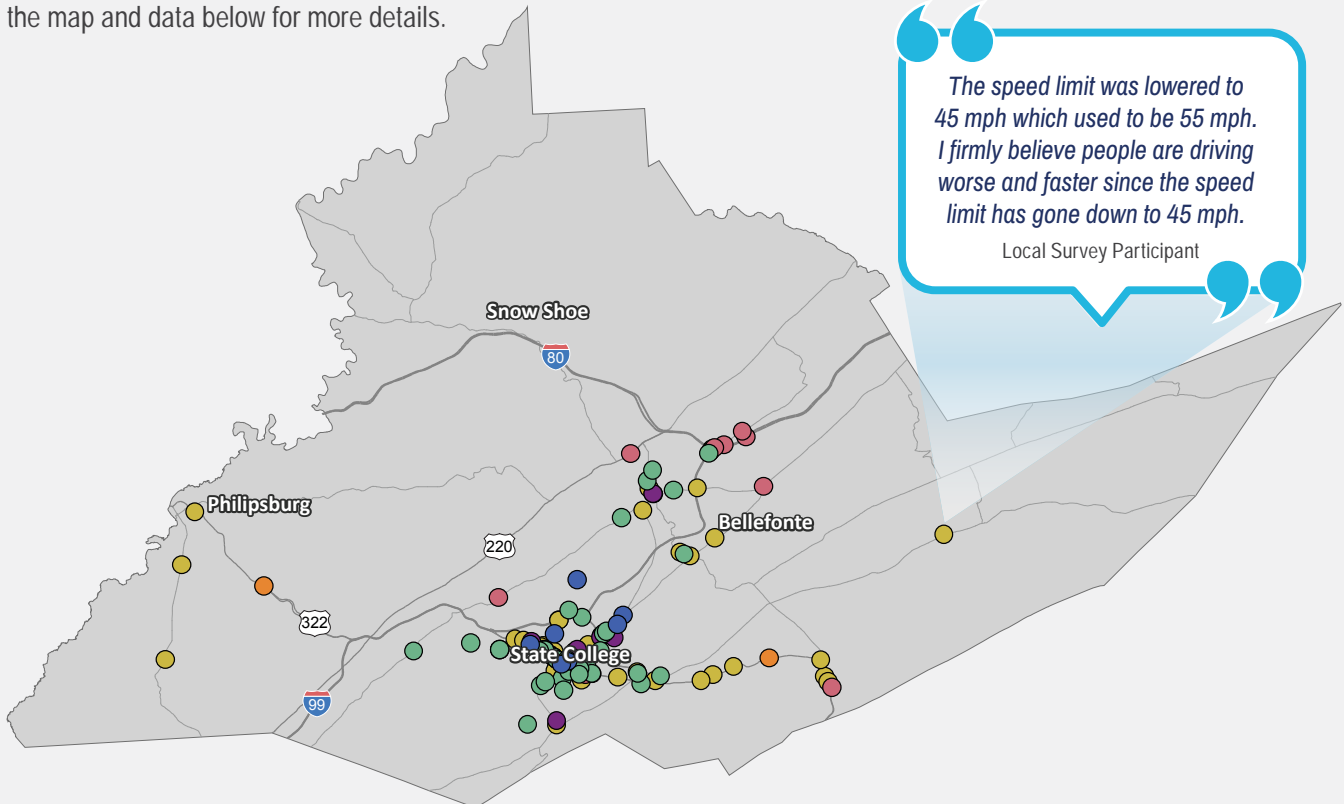 the map and data below for more details.
The speed limit was lowered to
45 mph which used to be 55 mph.
I firmly believe people are driving
worse and faster since the speed
limit has gone down to 45 mph.
Local Survey Participant
Snow Shoe
80
Philipsburg
Bellefonte
220
322
State College
99